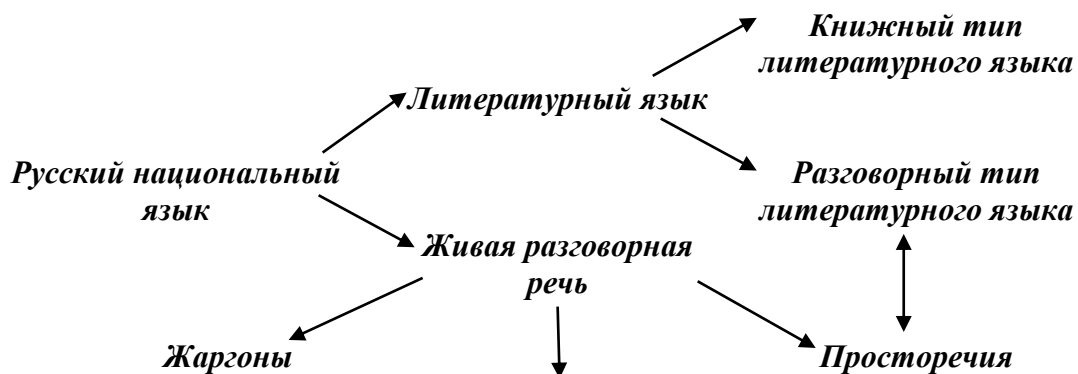 Книжный тип
литературного языка
Литературный язык
Русский национальный
язык
Разговорный тип
литературного языка
Живая разговорная
речь
Жаргоны
Просторечия